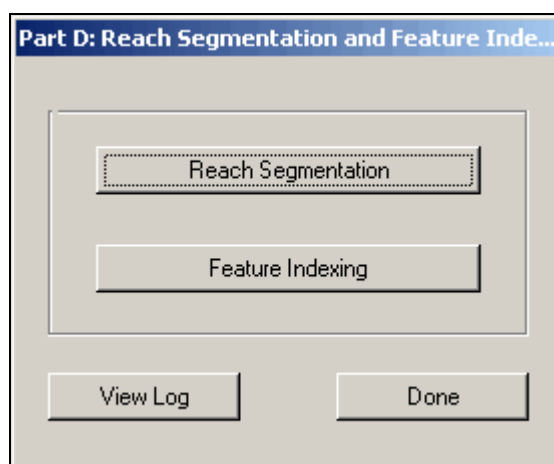 Part D: Reach Segmentation and Feature Inde...
Reach Segmentation
Feature Indexing
View Log
Done